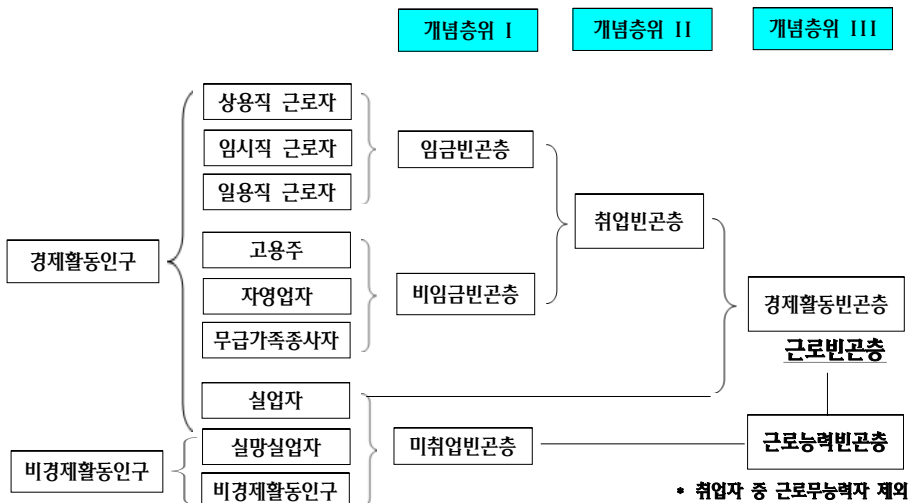 개념층위 I
개념층위 II
개념층위 III
상용직 근로자
임시직 근로자
임금빈곤층
일용직 근로자
취업빈곤층
고용주
경제활동인구
자영업자
비임금빈곤층
경제활동빈곤층
무급가족종사자
근로빈곤층
실업자
실망실업자
미취업빈곤층
근로능력빈곤층
비경제활동인구
비경제활동인구
* 취업자 중 근로무능력자 제외